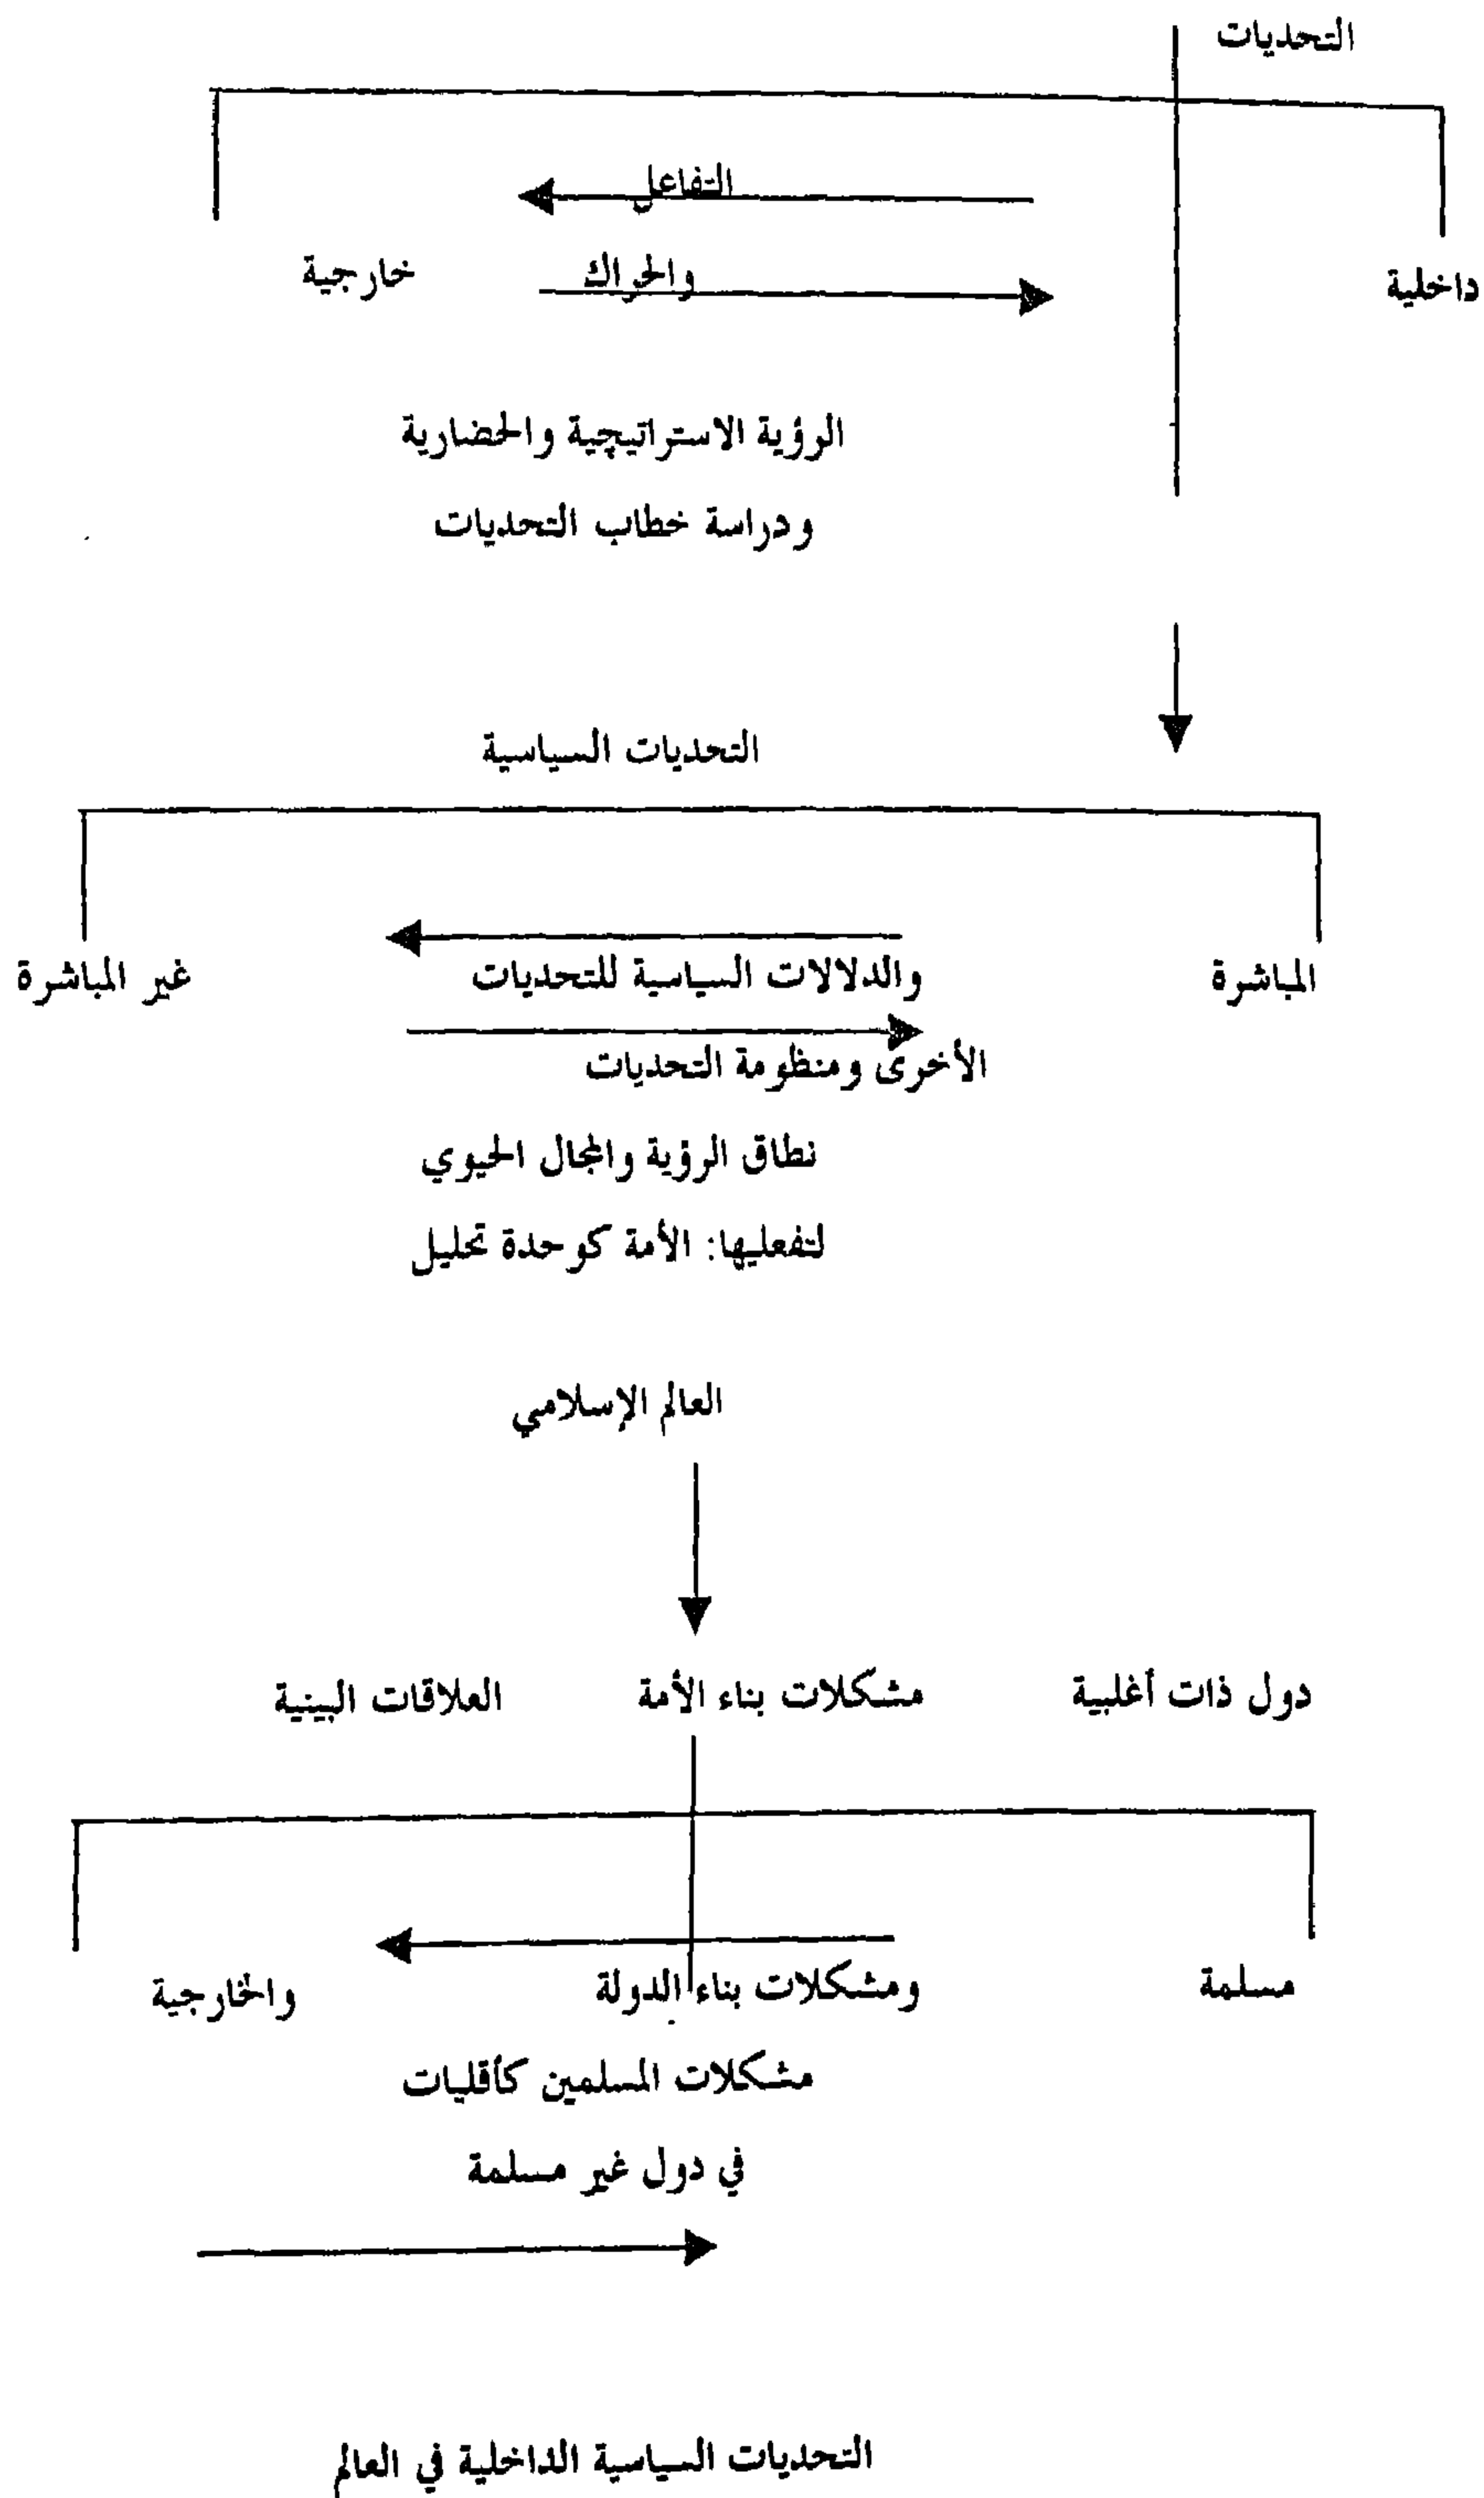 التحديات
التفاعل
داخلية
والحراك
خارجية
الرؤية الاستراتيجية والحضارية
ودراسة خطاب التحديات
التحديات السياسية
المباشرة
والدلالات السياسية للتحديات
غير المباشرة
الأخرى ومنظومة التحديات
نطاق الرؤية والمجال الحيوي
لتفعليها: الأمة كوحدة تحليل
العالم الإسلامي
دول ذات أغلبية
مشكلات بناء الأمة
العلاقات البينية
مسلمة
ومشكلات بناء الدولة
والخارجية
مشكلات المسلمين كأقليات
في دول غير مسلمة
التحديات السياسية الداخلية في العالم